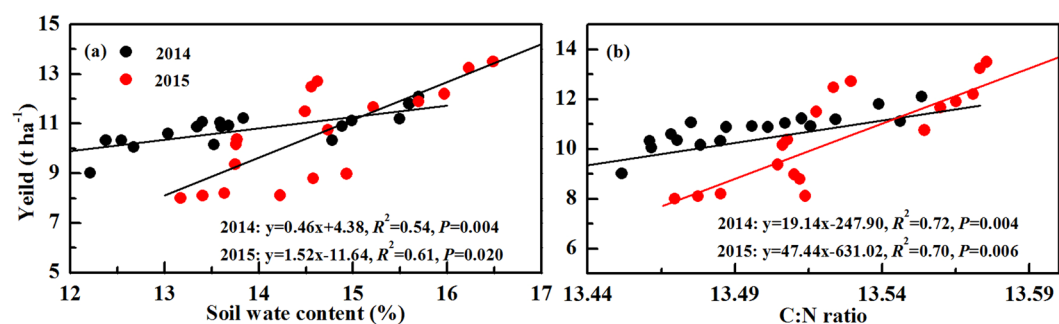 (a)
2014
2015
Yeild (t ha⁻¹)
15
13
11
9
7
5
2014: y=0.46x+4.38, R²=0.54, P=0.004
2015: y=1.52x-11.64, R²=0.61, P=0.020
12 13 14 15 16 17
Soil wate content (%)
(b)
14
12
10
8
6
2014: y=19.14x-247.90, R²=0.72, P=0.004
2015: y=47.44x-631.02, R²=0.70, P=0.006
13.44 13.49 13.54 13.59
C:N ratio